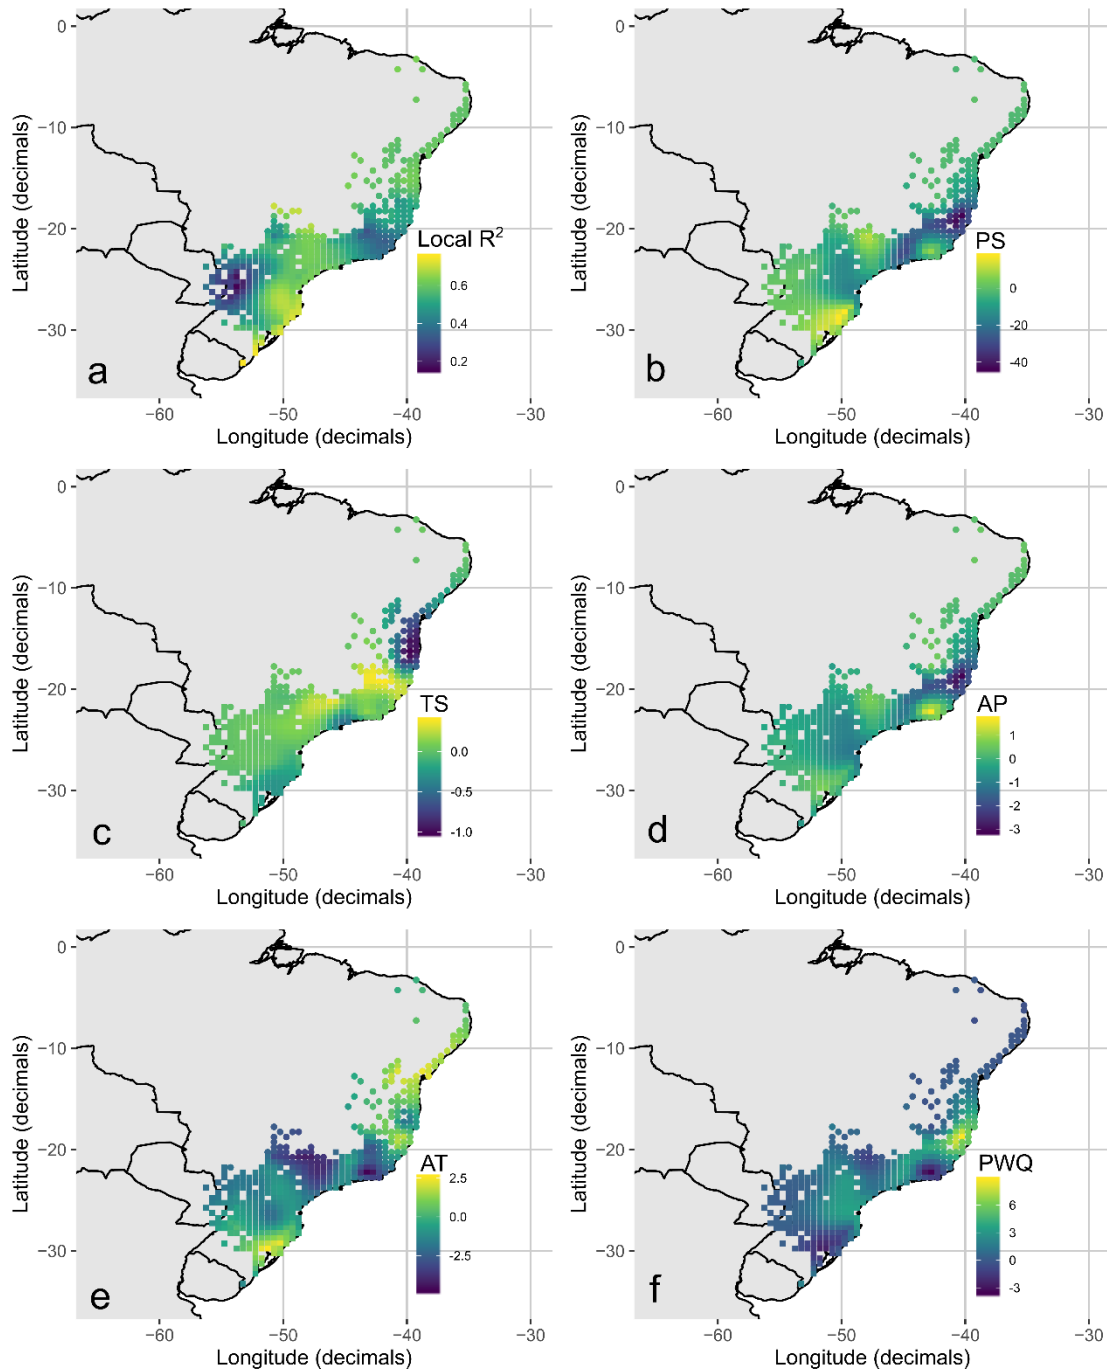 0
−10
−20
−30
Latitude (decimals)
Local R²
0.6
0.4
0.2
a
−60
−50
−40
−30
Longitude (decimals)
0
−10
−20
−30
Latitude (decimals)
PS
0
−20
−40
b
−60
−50
−40
−30
Longitude (decimals)
0
−10
−20
−30
Latitude (decimals)
TS
0.0
−0.5
−1.0
c
−60
−50
−40
−30
Longitude (decimals)
0
−10
−20
−30
Latitude (decimals)
AP
1
0
−1
−2
−3
d
−60
−50
−40
−30
Longitude (decimals)
0
−10
−20
−30
Latitude (decimals)
AT
2.5
0.0
−2.5
e
−60
−50
−40
−30
Longitude (decimals)
0
−10
−20
−30
Latitude (decimals)
PWQ
6
3
0
−3
f
−60
−50
−40
−30
Longitude (decimals)